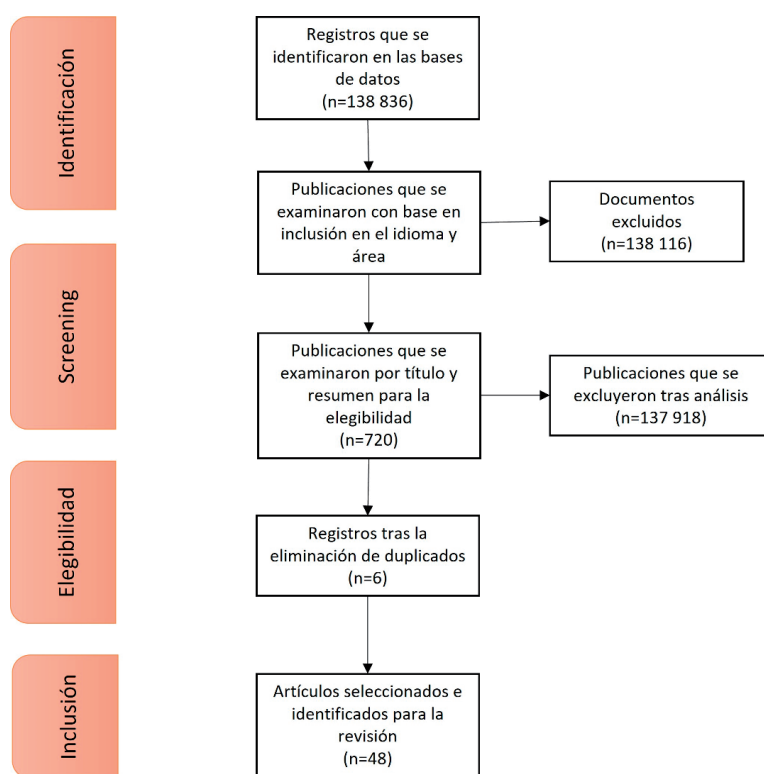 Identificación
Registros que se
identificaron en las bases
de datos
(n=138 836)
Publicaciones que se
examinaron con base en
inclusión en el idioma y
área
Documentos
excluidos
(n=138 116)
Screening
Publicaciones que se
examinaron por título y
resumen para la
elegibilidad
(n=720)
Publicaciones que se
excluyeron tras análisis
(n=137 918)
Elegibilidad
Registros tras la
eliminación de duplicados
(n=6)
Inclusión
Artículos seleccionados e
identificados para la
revisión
(n=48)